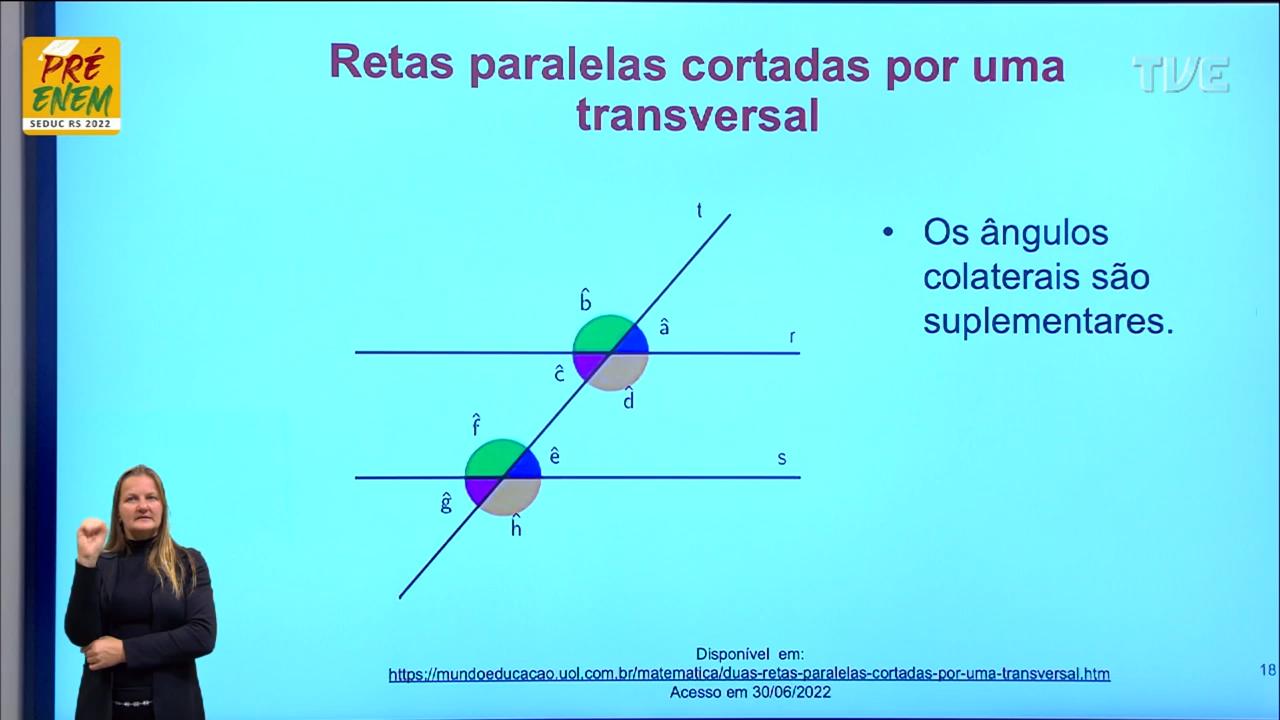 PRÉ
ENEM
SEDUC RS 2022
Retas paralelas cortadas por uma
transversal
TVE
t
• Os ângulos
colaterais são
suplementares.
b̂
â
r
ĉ
d̂
f̂
ê
s
ĝ
ĥ
Disponível em:
https://mundoeducacao.uol.com.br/matematica/duas-retas-paralelas-cortadas-por-uma-transversal.htm
Acesso em 30/06/2022
18